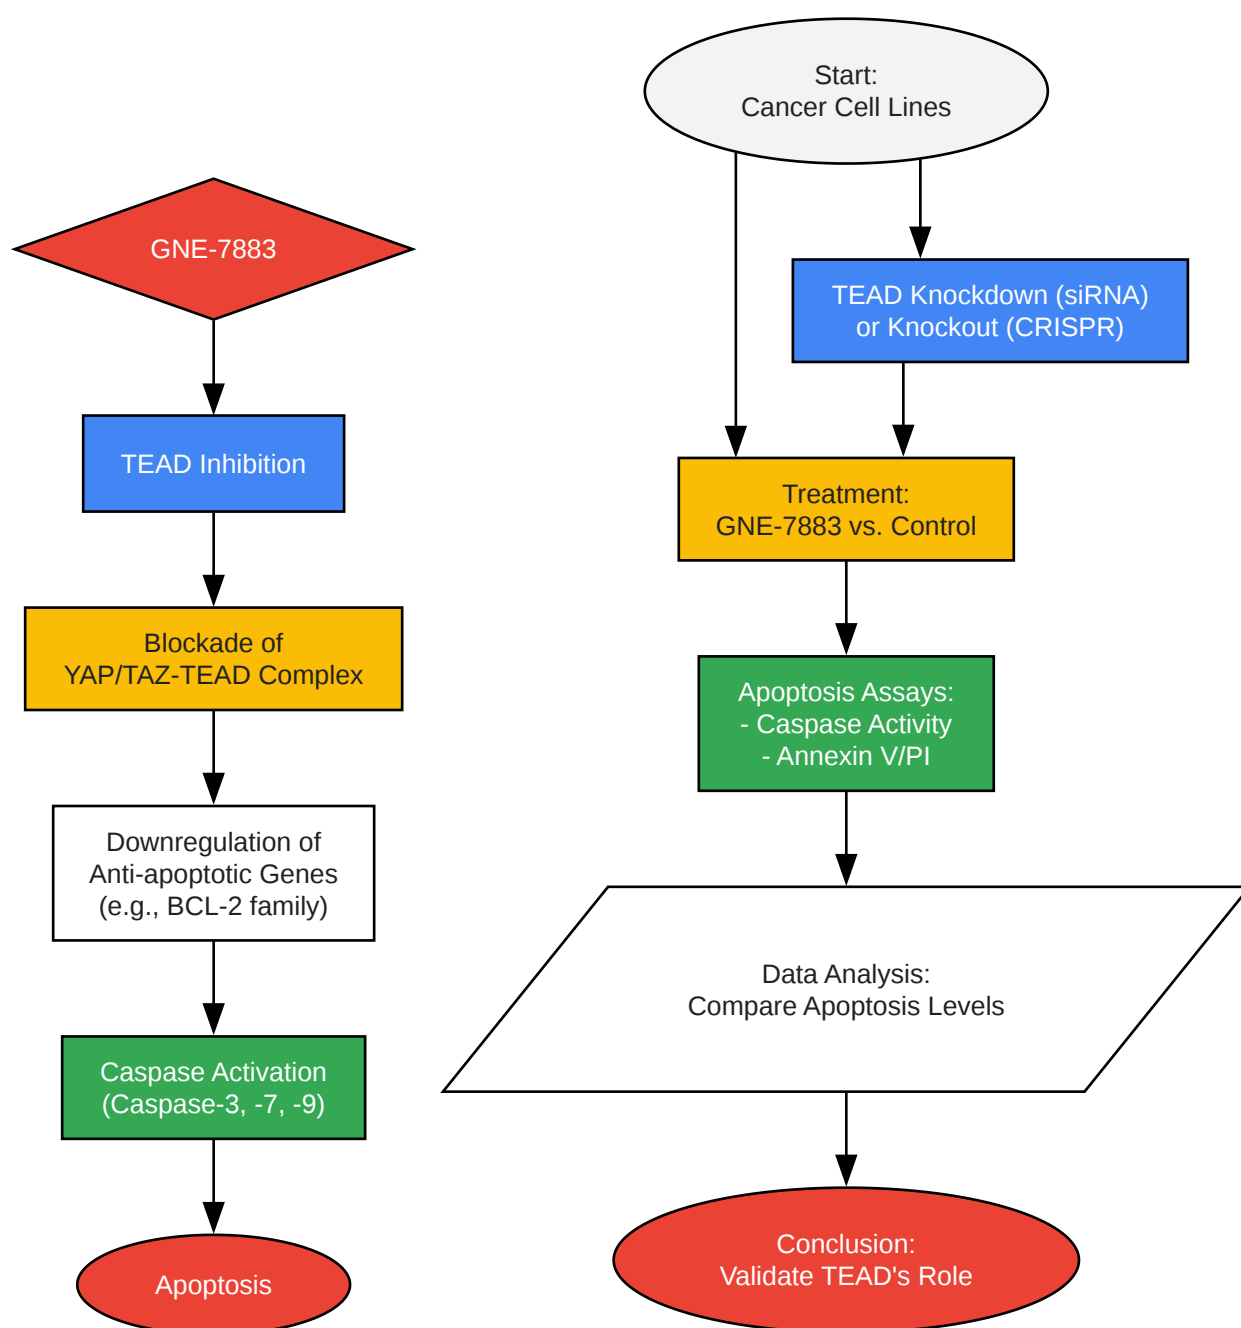 GNE-7883
TEAD Inhibition
Blockade of
YAP/TAZ-TEAD Complex
Downregulation of
Anti-apoptotic Genes
(e.g., BCL-2 family)
Caspase Activation
(Caspase-3, -7, -9)
Apoptosis
Start:
Cancer Cell Lines
TEAD Knockdown (siRNA)
or Knockout (CRISPR)
Treatment:
GNE-7883 vs. Control
Apoptosis Assays:
- Caspase Activity
- Annexin V/PI
Data Analysis:
Compare Apoptosis Levels
Conclusion:
Validate TEAD's Role